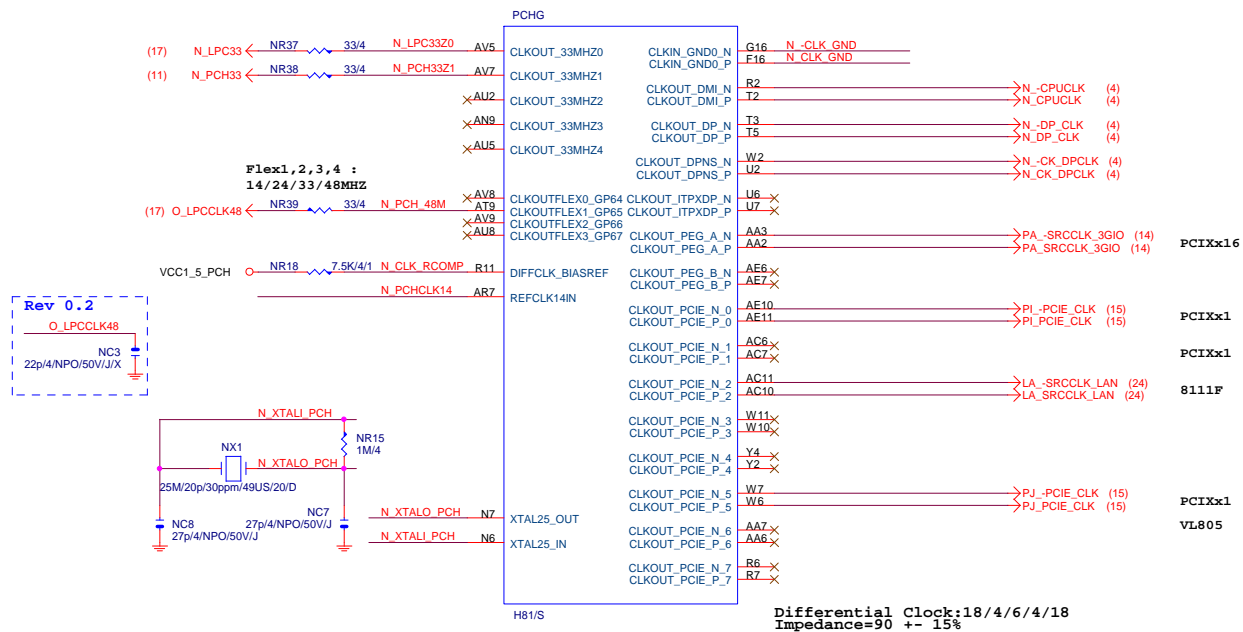 PCHG
(17) N_LPC33 NR37 33/4 N_LPC33Z0 AV5 CLKOUT_33MHZ0
(11) N_PCH33 NR38 33/4 N_PCH33Z1 AV7 CLKOUT_33MHZ1
AU2 CLKOUT_33MHZ2
AN9 CLKOUT_33MHZ3
AU5 CLKOUT_33MHZ4
Flex1,2,3,4 :
14/24/33/48MHZ
AV8 CLKOUTFLEX0_GP64
(17) O_LPCCLK48 NR39 33/4 N_PCH_48M AT9 CLKOUTFLEX1_GP65
AV9 CLKOUTFLEX2_GP66
AU8 CLKOUTFLEX3_GP67
VCC1_5_PCH NR18 7.5K/4/1 N_CLK_RCOMP R11 DIFFCLK_BIASREF
N_PCHCLK14 AR7 REFCLK14IN
Rev 0.2
O_LPCCLK48
NC3
22p/4/NPO/50V/J/X
N_XTALI_PCH
NR15
1M/4
NX1
N_XTALO_PCH
25M/20p/30ppm/49US/20/D
NC8
27p/4/NPO/50V/J
NC7
27p/4/NPO/50V/J
N_XTALO_PCH N7 XTAL25_OUT
N_XTALI_PCH N6 XTAL25_IN
CLKIN_GND0_N G16 N_-CLK_GND
CLKIN_GND0_P F16 N_CLK_GND
CLKOUT_DMI_N R2 N_-CPUCLK (4)
CLKOUT_DMI_P T2 N_CPUCLK (4)
CLKOUT_DP_N T3 N_-DP_CLK (4)
CLKOUT_DP_P T5 N_DP_CLK (4)
CLKOUT_DPNS_N W2 N_-CK_DPCLK (4)
CLKOUT_DPNS_P U2 N_CK_DPCLK (4)
CLKOUT_ITPXDP_N U6
CLKOUT_ITPXDP_P U7
CLKOUT_PEG_A_N AA3 PA_-SRCCLK_3GIO (14)
CLKOUT_PEG_A_P AA2 PA_SRCCLK_3GIO (14)
PCIXx16
CLKOUT_PEG_B_N AE6
CLKOUT_PEG_B_P AE7
CLKOUT_PCIE_N_0 AE10 PI_-PCIE_CLK (15)
CLKOUT_PCIE_P_0 AE11 PI_PCIE_CLK (15)
PCIXx1
CLKOUT_PCIE_N_1 AC6
CLKOUT_PCIE_P_1 AC7
PCIXx1
CLKOUT_PCIE_N_2 AC11 LA_-SRCCLK_LAN (24)
CLKOUT_PCIE_P_2 AC10 LA_SRCCLK_LAN (24)
8111F
CLKOUT_PCIE_N_3 W11
CLKOUT_PCIE_P_3 W10
CLKOUT_PCIE_N_4 Y4
CLKOUT_PCIE_P_4 Y2
CLKOUT_PCIE_N_5 W7 PJ_-PCIE_CLK (15)
CLKOUT_PCIE_P_5 W6 PJ_PCIE_CLK (15)
PCIXx1
VL805
CLKOUT_PCIE_N_6 AA7
CLKOUT_PCIE_P_6 AA6
CLKOUT_PCIE_N_7 R6
CLKOUT_PCIE_P_7 R7
H81/S
Differential Clock:18/4/6/4/18
Impedance=90 +- 15%